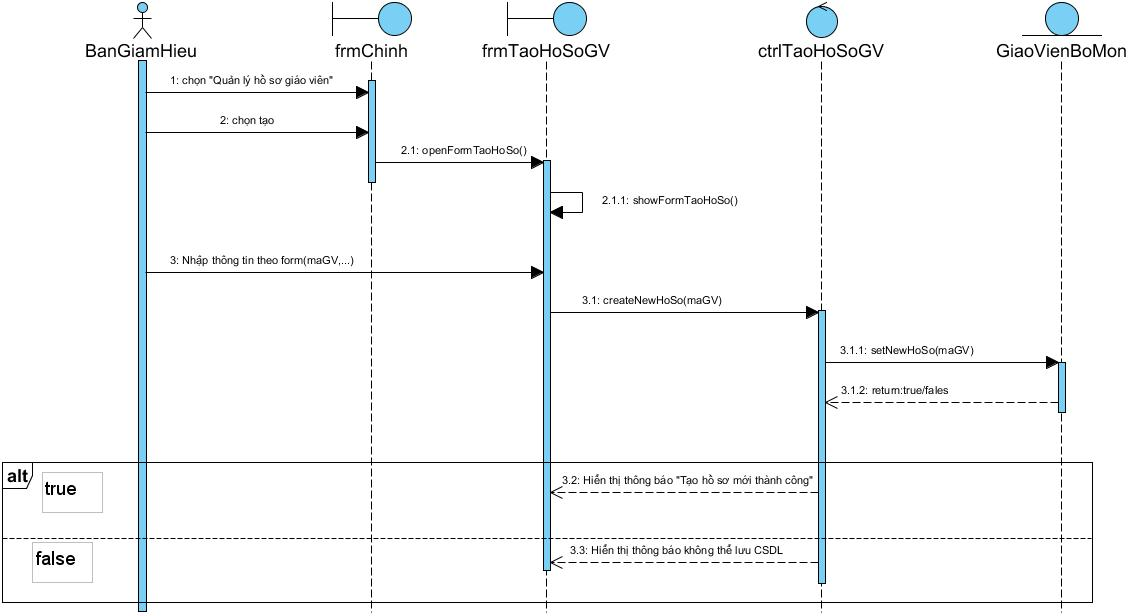 BanGiamHieu
frmChinh
frmTaoHoSoGV
ctrlTaoHoSoGV
GiaoVienBoMon
1: chọn "Quản lý hồ sơ giáo viên"
2: chọn tạo
2.1: openFormTaoHoSo()
2.1.1: showFormTaoHoSo()
3: Nhập thông tin theo form(maGV,...)
3.1: createNewHoSo(maGV)
3.1.1: setNewHoSo(maGV)
3.1.2: return:true/fales
alt
true
3.2: Hiển thị thông báo "Tạo hồ sơ mới thành công"
false
3.3: Hiển thị thông báo không thể lưu CSDL